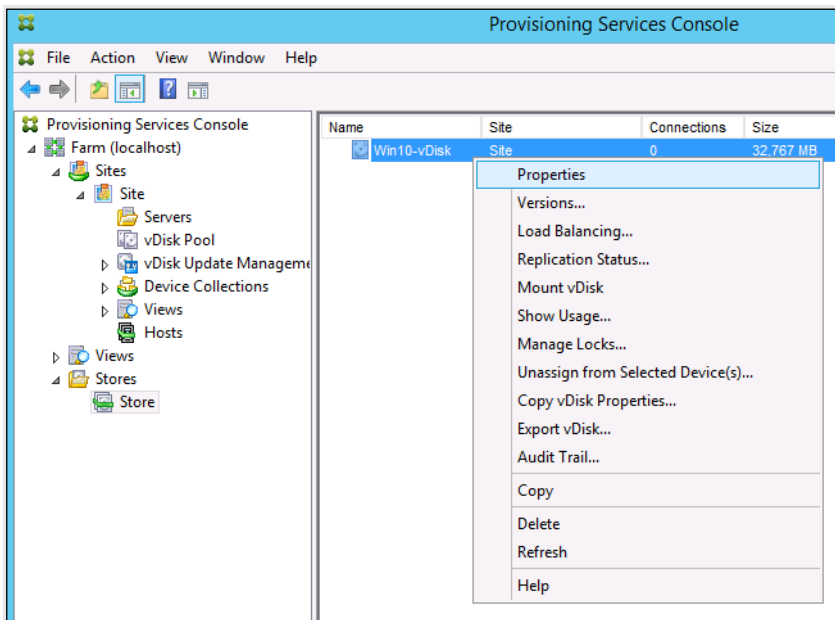 Provisioning Services Console
File Action View Window Help
Provisioning Services Console
Farm (localhost)
Sites
Site
Servers
vDisk Pool
vDisk Update Manageme
Device Collections
Views
Hosts
Views
Stores
Store
Name Site Connections Size
Win10-vDisk Site 0 32,767 MB
Properties
Versions...
Load Balancing...
Replication Status...
Mount vDisk
Show Usage...
Manage Locks...
Unassign from Selected Device(s)...
Copy vDisk Properties...
Export vDisk...
Audit Trail...
Copy
Delete
Refresh
Help